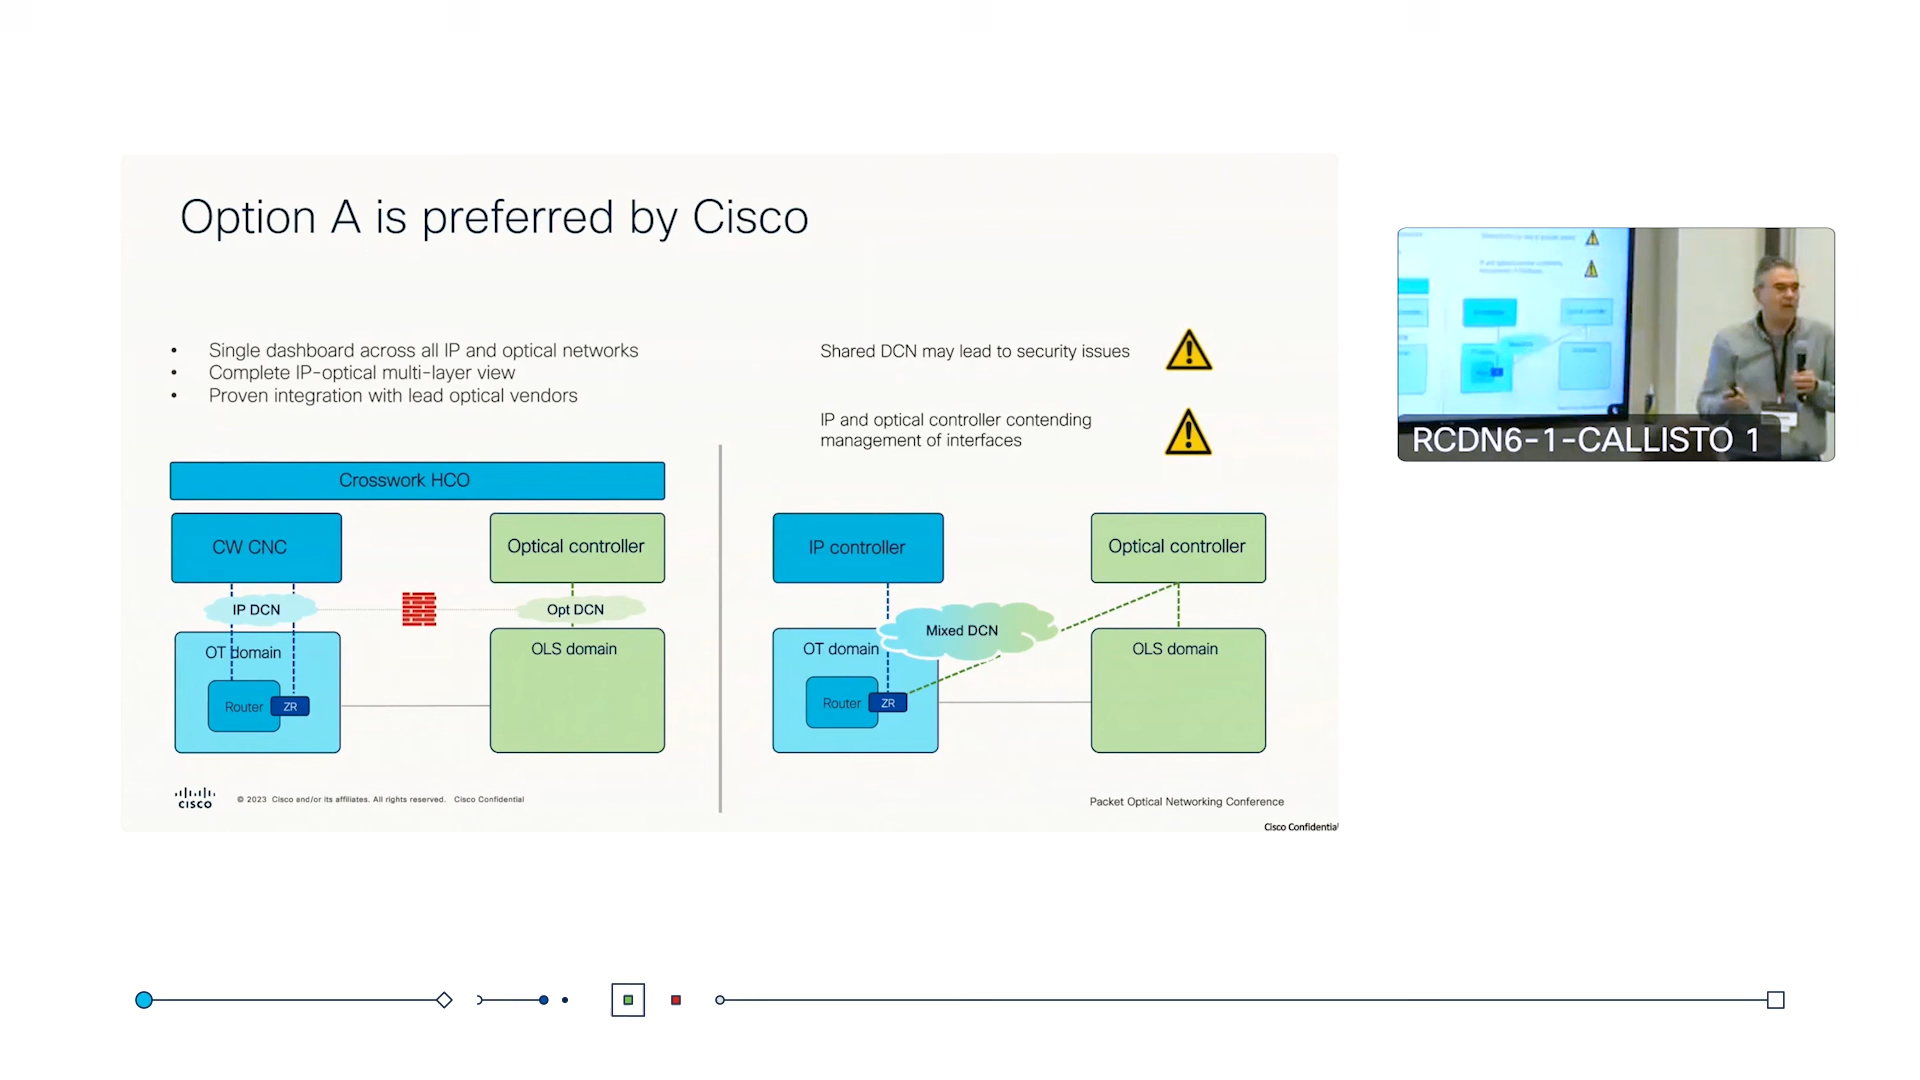 Option A is preferred by Cisco
• Single dashboard across all IP and optical networks
• Complete IP-optical multi-layer view
• Proven integration with lead optical vendors
Crosswork HCO
CW CNC
Optical controller
IP DCN
Opt DCN
OT domain
OLS domain
Router
ZR
Shared DCN may lead to security issues
IP and optical controller contending
management of interfaces
IP controller
Optical controller
Mixed DCN
OT domain
OLS domain
Router
ZR
CISCO
© 2023 Cisco and/or its affiliates. All rights reserved. Cisco Confidential
Packet Optical Networking Conference
Cisco Confidential
RCDN6-1-CALLISTO 1